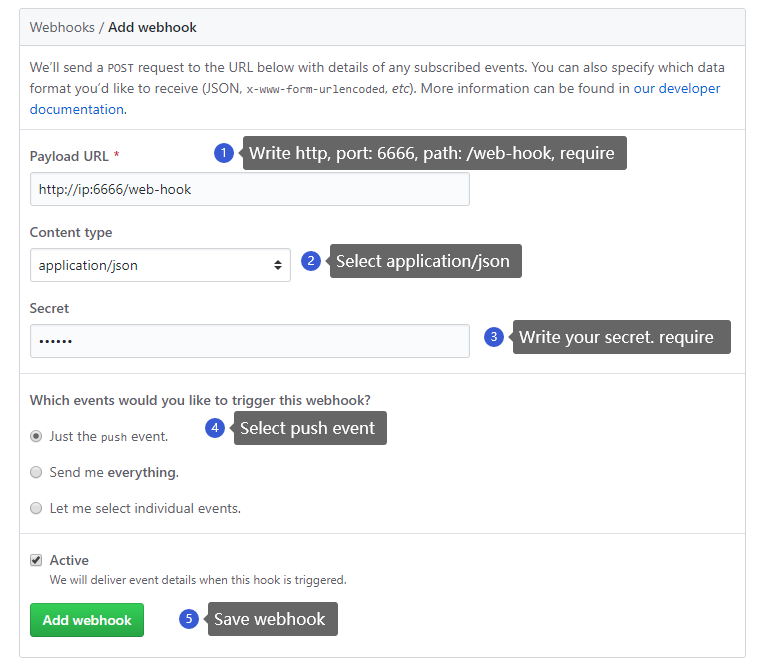 Webhooks / Add webhook
We'll send a POST request to the URL below with details of any subscribed events. You can also specify which data
format you'd like to receive (JSON, x-www-form-urlencoded, etc). More information can be found in our developer
documentation.
Payload URL *
1 Write http, port: 6666, path: /web-hook, require
http://ip:6666/web-hook
Content type
application/json
2 Select application/json
Secret
••••••
3 Write your secret. require
Which events would you like to trigger this webhook?
4 Select push event
Just the push event.
Send me everything.
Let me select individual events.
Active
We will deliver event details when this hook is triggered.
Add webhook
5 Save webhook